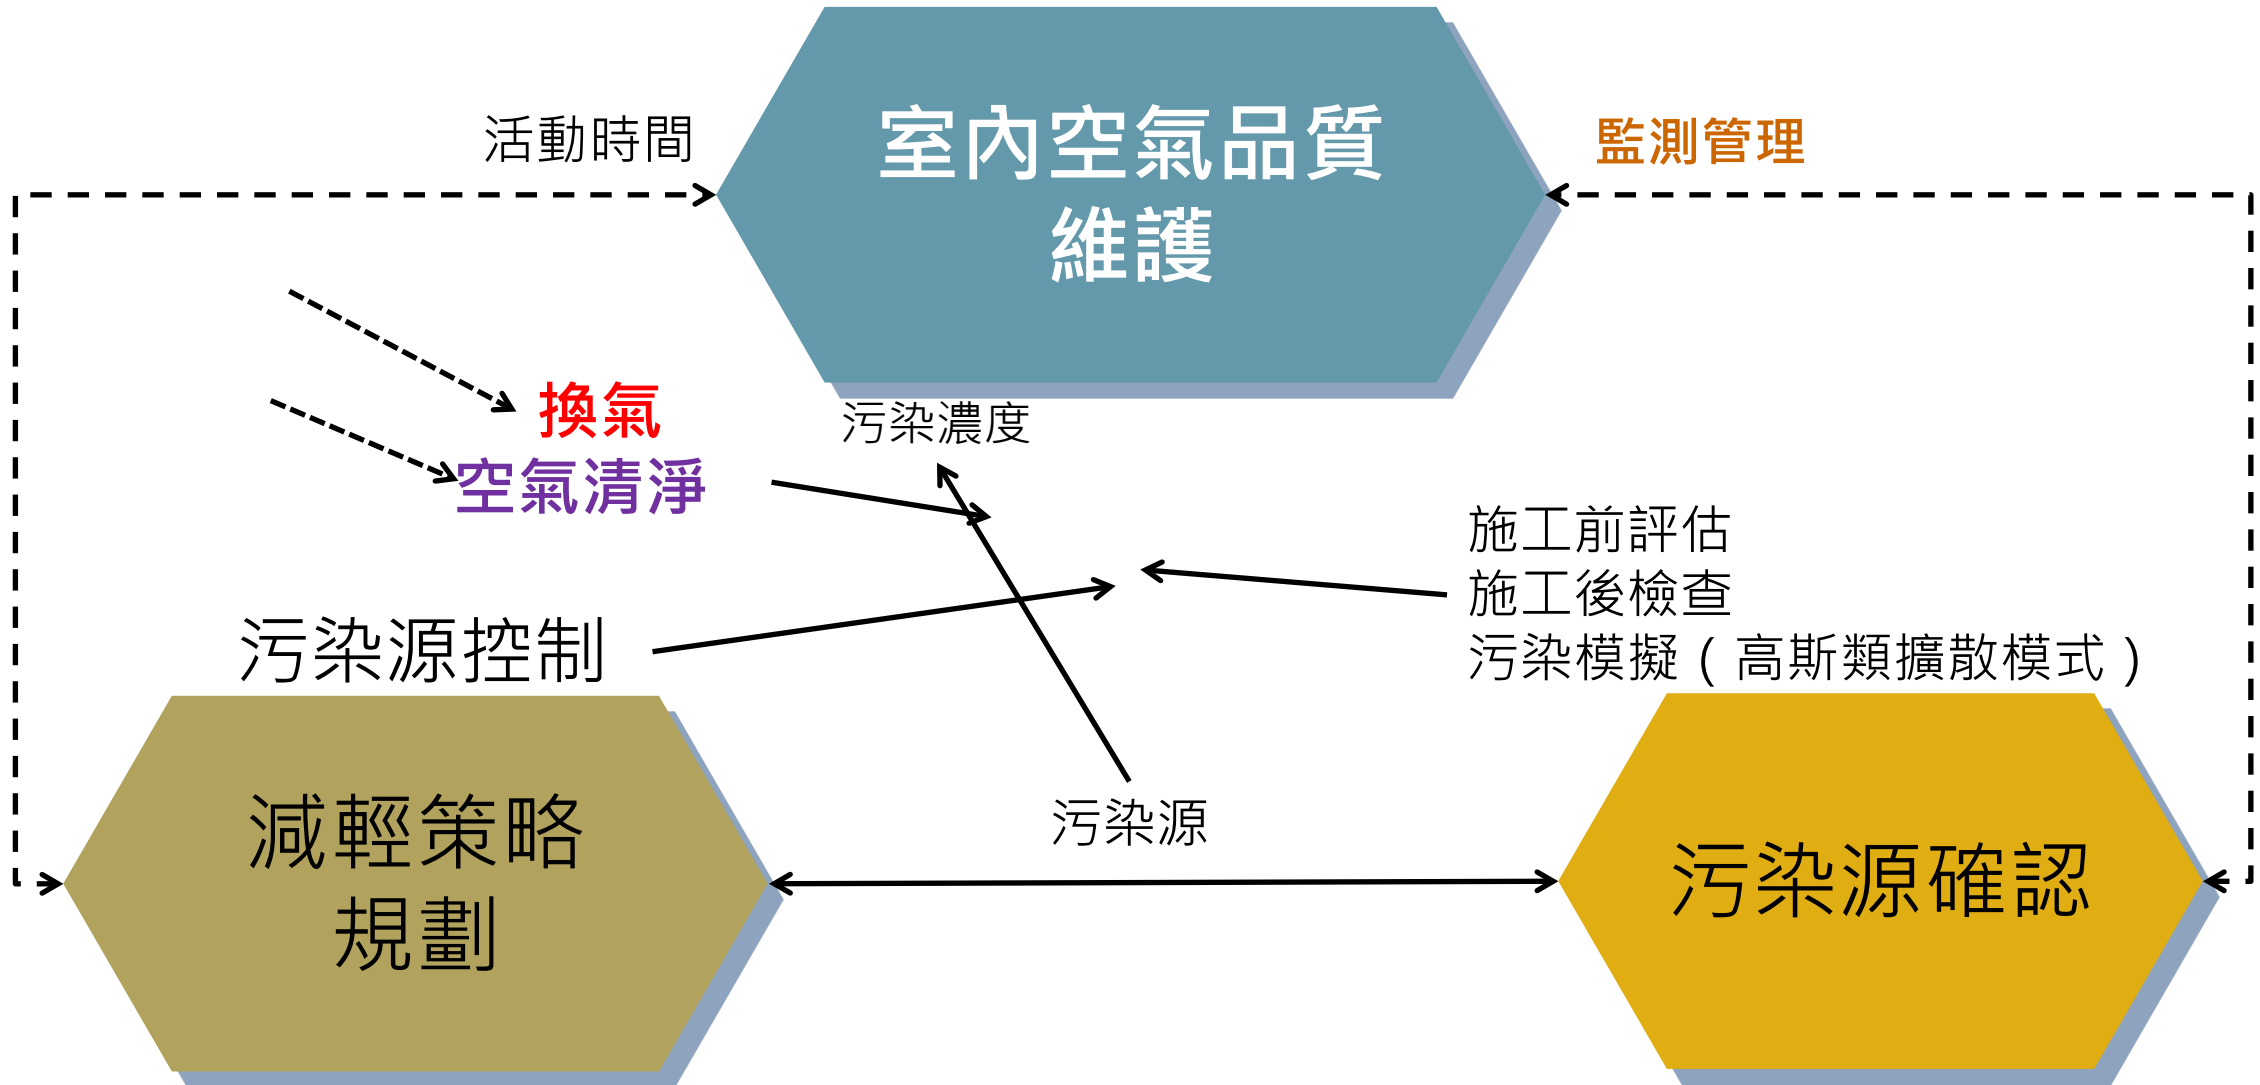 活動時間
室內空氣品質
維護
監測管理
換氣
空氣清淨
污染濃度
污染源控制
施工前評估
施工後檢查
污染模擬(高斯類擴散模式)
減輕策略
規劃
污染源
污染源確認